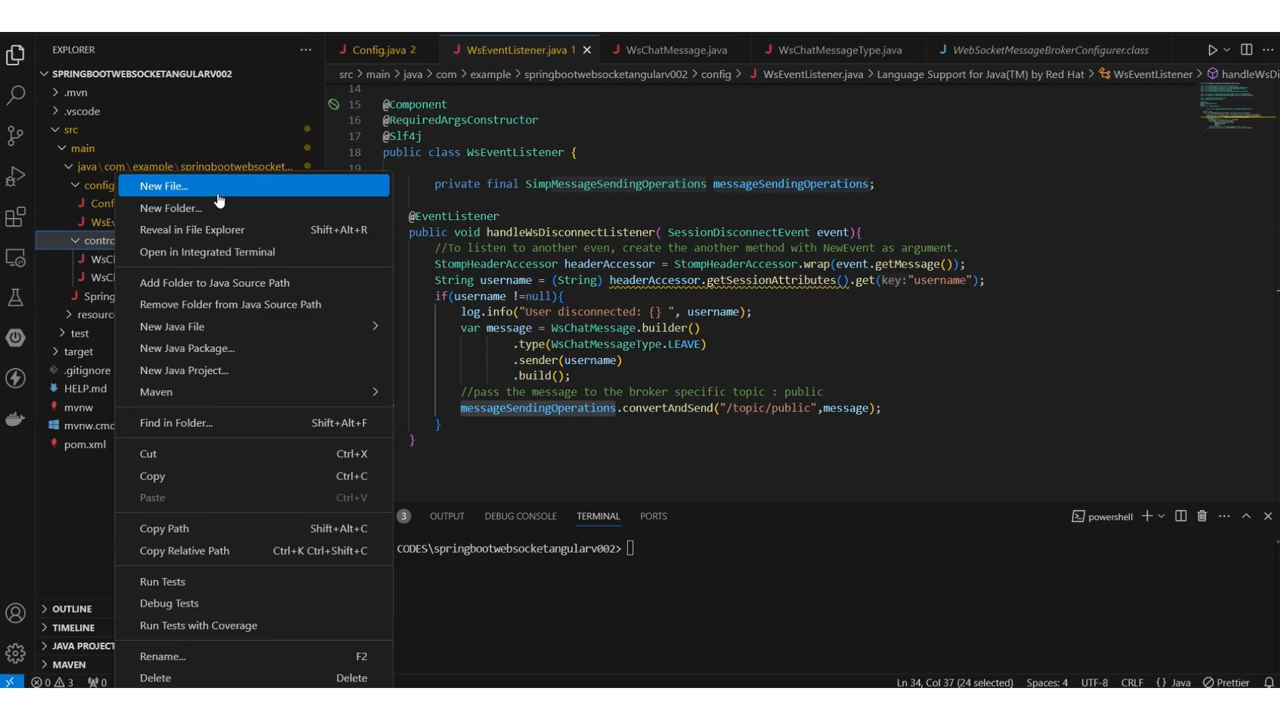 EXPLORER
SPRINGBOOTWEBSOCKETANGULARV002
.mvn
.vscode
src
main
java\com\example\springbootwebsocket...
config
Conf
WsE
contrc
WsCl
WsCl
Spring
resourc
test
target
.gitignore
HELP.md
mvnw
mvnw.cmc
pom.xml
OUTLINE
TIMELINE
JAVA PROJECT
MAVEN
New File...
New Folder...
Reveal in File Explorer Shift+Alt+R
Open in Integrated Terminal
Add Folder to Java Source Path
Remove Folder from Java Source Path
New Java File
New Java Package...
New Java Project...
Maven
Find in Folder... Shift+Alt+F
Cut Ctrl+X
Copy Ctrl+C
Paste Ctrl+V
Copy Path Shift+Alt+C
Copy Relative Path Ctrl+K Ctrl+Shift+C
Run Tests
Debug Tests
Run Tests with Coverage
Rename... F2
Delete Delete
Config.java 2 WsEventListener.java 1 WsChatMessage.java WsChatMessageType.java WebSocketMessageBrokerConfigurer.class
src > main > java > com > example > springbootwebsocketangularv002 > config > WsEventListener.java > Language Support for Java(TM) by Red Hat > WsEventListener > handleWsDi
14
15 @Component
16 @RequiredArgsConstructor
17 @Slf4j
18 public class WsEventListener {
private final SimpMessageSendingOperations messageSendingOperations;
@EventListener
public void handleWsDisconnectListener( SessionDisconnectEvent event){
//To listen to another even, create the another method with NewEvent as argument.
StompHeaderAccessor headerAccessor = StompHeaderAccessor.wrap(event.getMessage());
String username = (String) headerAccessor.getSessionAttributes().get(key:"username");
if(username !=null){
log.info("User disconnected: {} ", username);
var message = WsChatMessage.builder()
.type(WsChatMessageType.LEAVE)
.sender(username)
.build();
//pass the message to the broker specific topic : public
messageSendingOperations.convertAndSend("/topic/public",message);
}
}
3 OUTPUT DEBUG CONSOLE TERMINAL PORTS
powershell
CODES\springbootwebsocketangularv002>
0 3 0
Ln 34, Col 37 (24 selected) Spaces: 4 UTF-8 CRLF {} Java Prettier